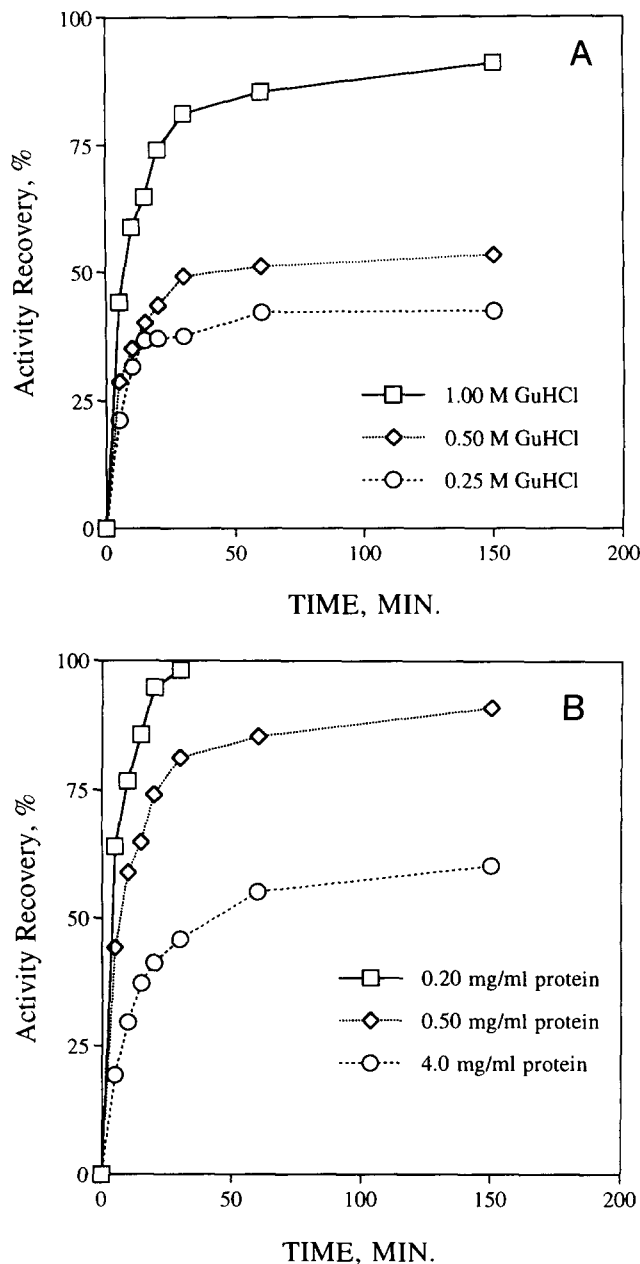 A
100
75
50
25
0
Activity Recovery, %
1.00 M GuHCl
0.50 M GuHCl
0.25 M GuHCl
0 50 100 150 200
TIME, MIN.
B
100
75
50
25
0
Activity Recovery, %
0.20 mg/ml protein
0.50 mg/ml protein
4.0 mg/ml protein
0 50 100 150 200
TIME, MIN.